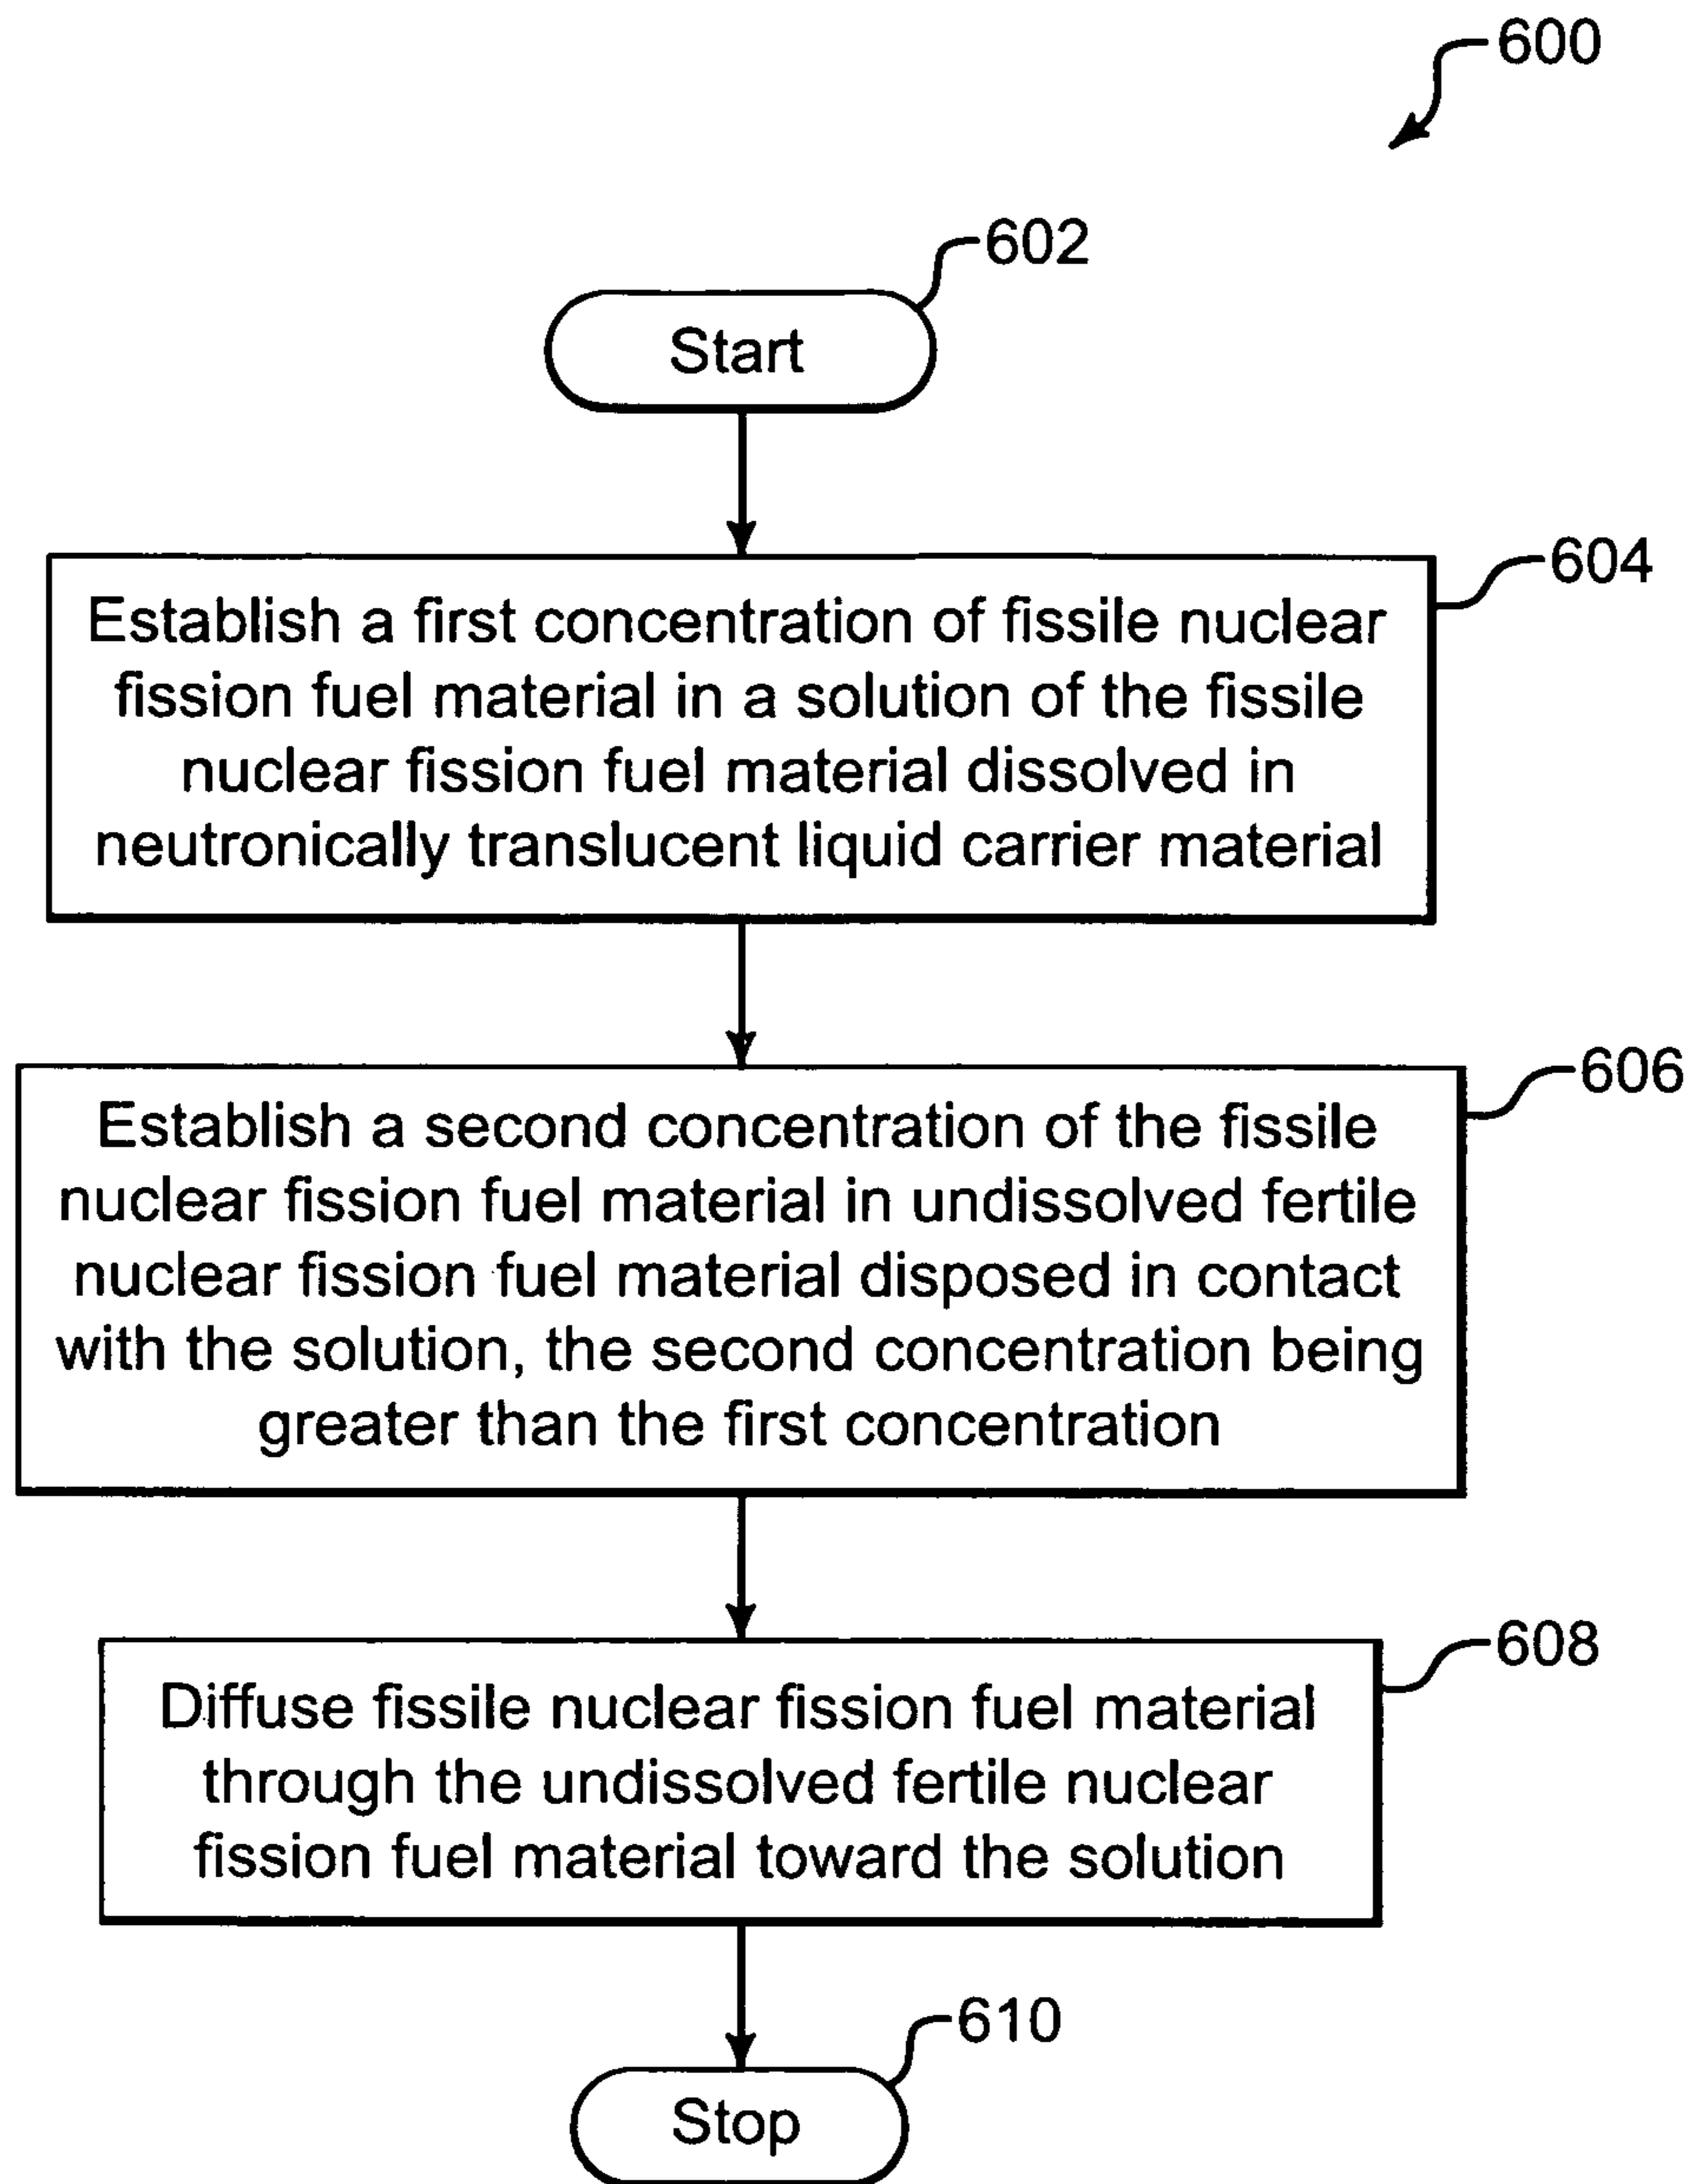 600
602
Start
604
Establish a first concentration of fissile nuclear
fission fuel material in a solution of the fissile
nuclear fission fuel material dissolved in
neutronically translucent liquid carrier material
606
Establish a second concentration of the fissile
nuclear fission fuel material in undissolved fertile
nuclear fission fuel material disposed in contact
with the solution, the second concentration being
greater than the first concentration
608
Diffuse fissile nuclear fission fuel material
through the undissolved fertile nuclear
fission fuel material toward the solution
610
Stop